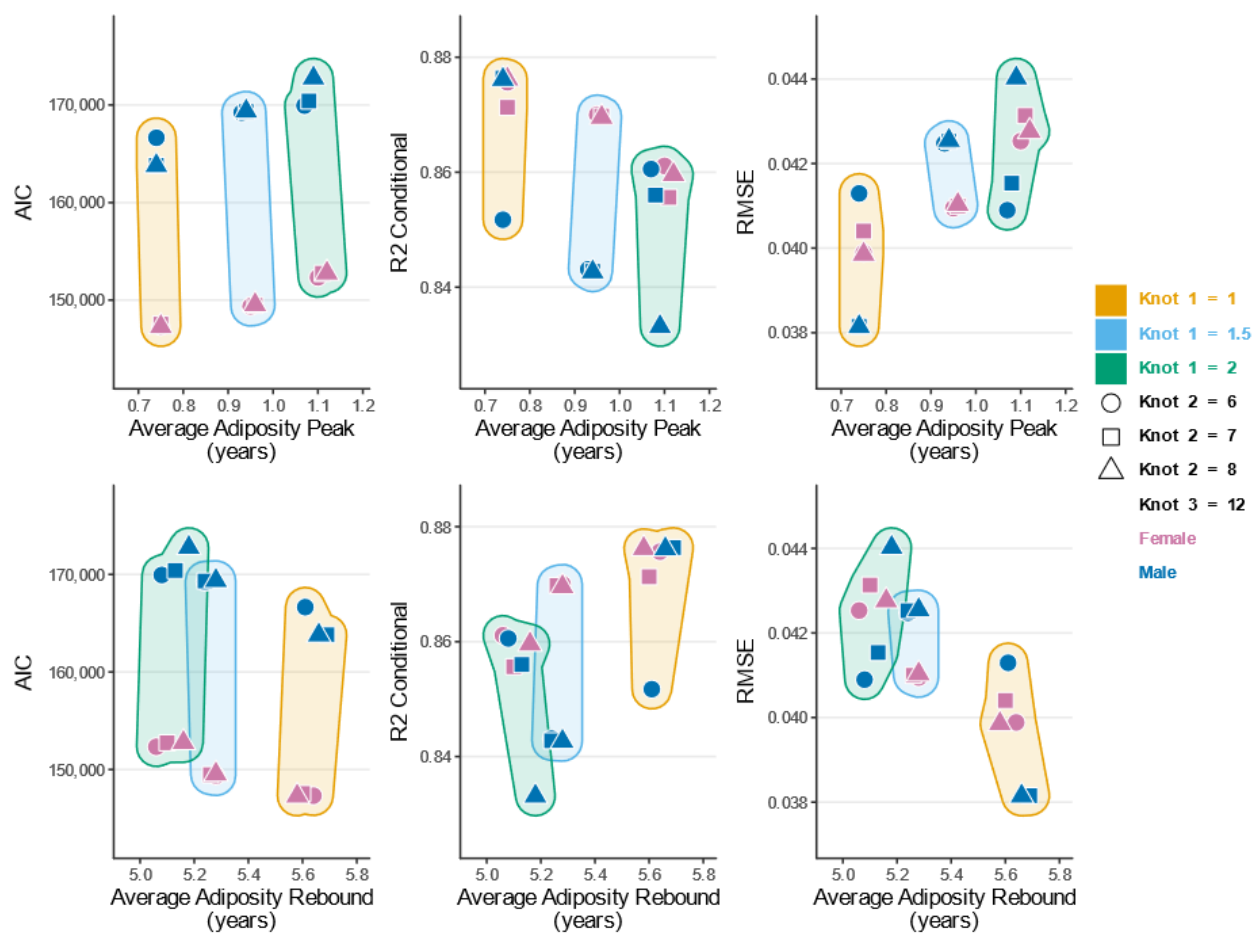 AIC
170,000
160,000
150,000
0.7 0.8 0.9 1.0 1.1 1.2
Average Adiposity Peak
(years)
R2 Conditional
0.88
0.86
0.84
0.7 0.8 0.9 1.0 1.1 1.2
Average Adiposity Peak
(years)
RMSE
0.044
0.042
0.040
0.038
0.7 0.8 0.9 1.0 1.1 1.2
Average Adiposity Peak
(years)
Knot 1 = 1
Knot 1 = 1.5
Knot 1 = 2
Knot 2 = 6
Knot 2 = 7
Knot 2 = 8
Knot 3 = 12
Female
Male
AIC
170,000
160,000
150,000
5.0 5.2 5.4 5.6 5.8
Average Adiposity Rebound
(years)
R2 Conditional
0.88
0.86
0.84
5.0 5.2 5.4 5.6 5.8
Average Adiposity Rebound
(years)
RMSE
0.044
0.042
0.040
0.038
5.0 5.2 5.4 5.6 5.8
Average Adiposity Rebound
(years)